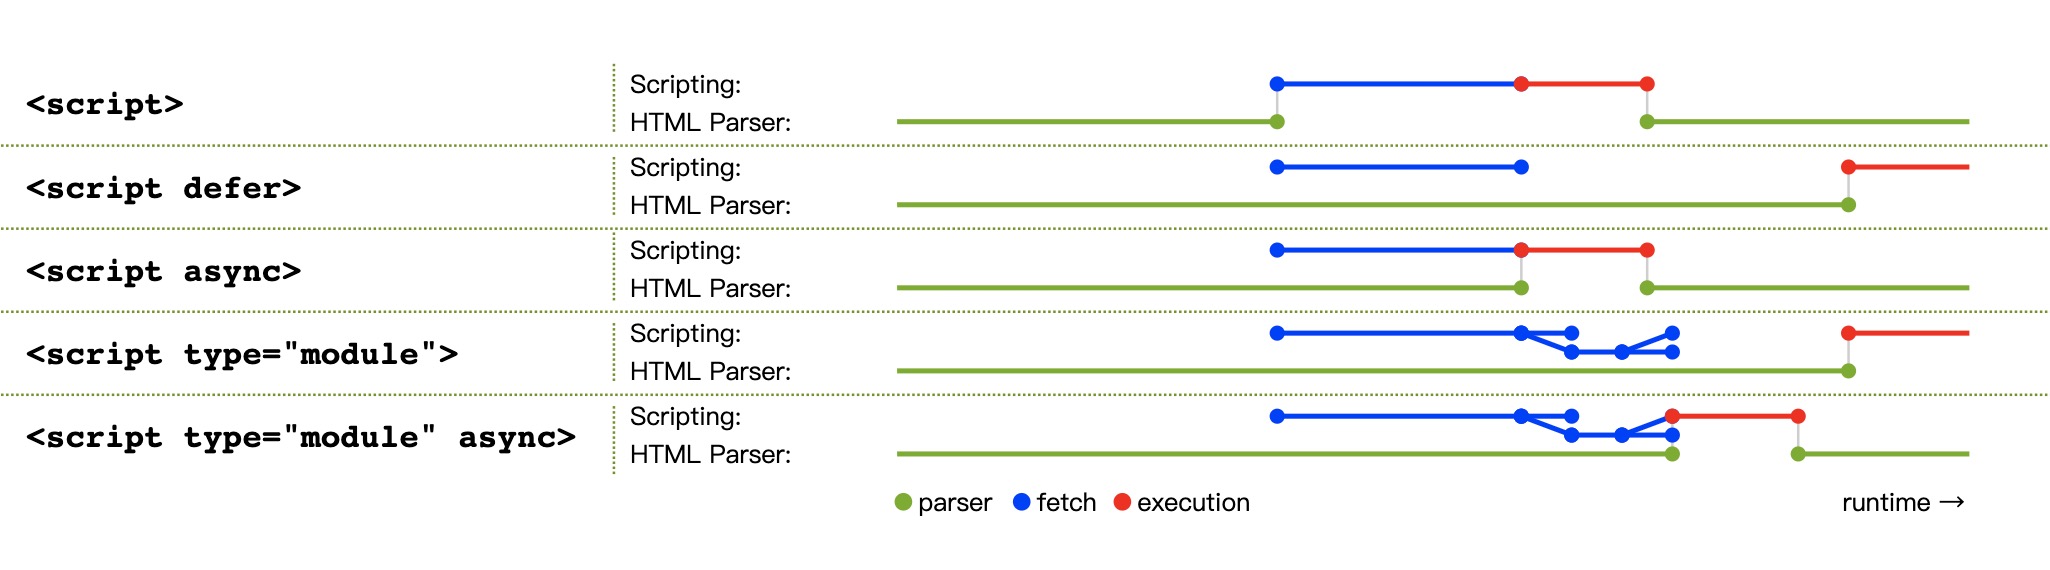 <script>
Scripting:
HTML Parser:
<script defer>
Scripting:
HTML Parser:
<script async>
Scripting:
HTML Parser:
<script type="module">
Scripting:
HTML Parser:
<script type="module" async>
Scripting:
HTML Parser:
parser fetch execution runtime →